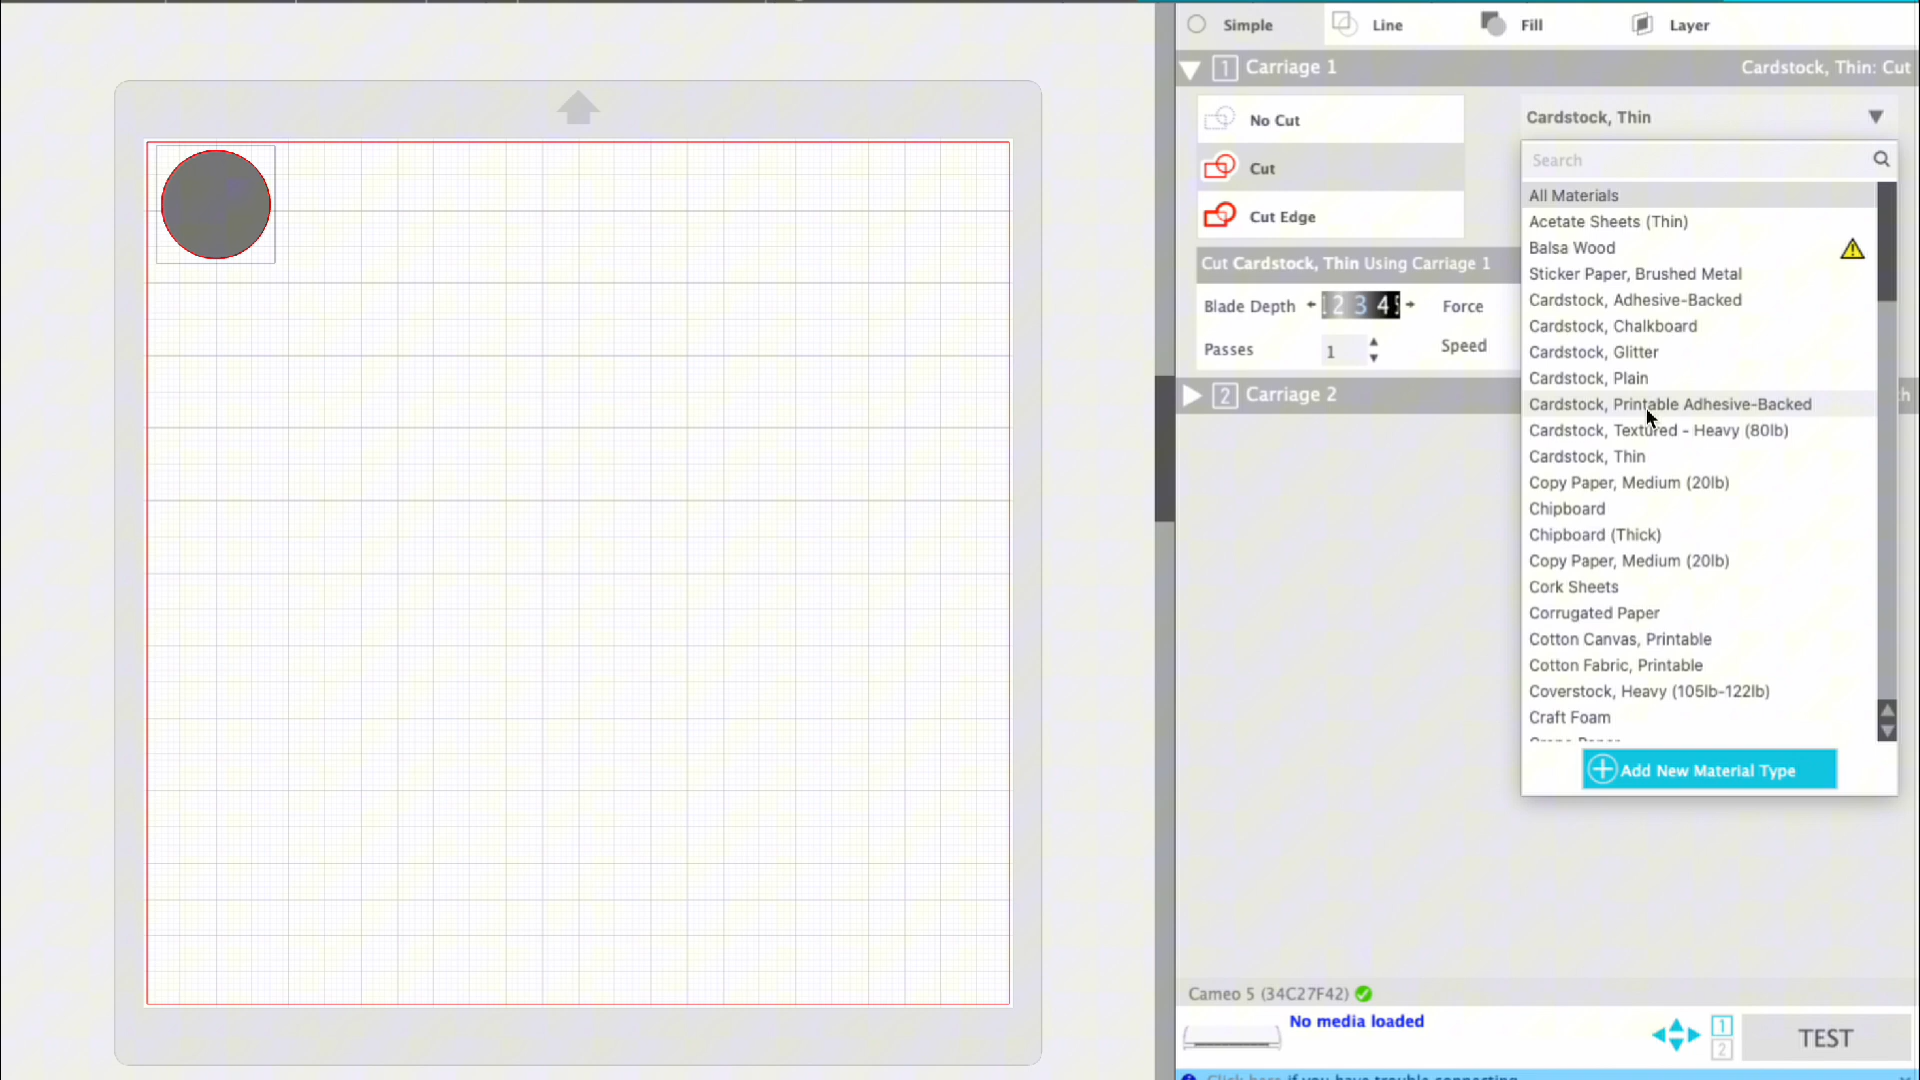 Simple
Line
Fill
Layer
1 Carriage 1
Cardstock, Thin: Cut
No Cut
Cut
Cut Edge
Cardstock, Thin
Search
All Materials
Acetate Sheets (Thin)
Balsa Wood
Sticker Paper, Brushed Metal
Cardstock, Adhesive-Backed
Cardstock, Chalkboard
Cardstock, Glitter
Cardstock, Plain
Cardstock, Printable Adhesive-Backed
Cardstock, Textured - Heavy (80lb)
Cardstock, Thin
Copy Paper, Medium (20lb)
Chipboard
Chipboard (Thick)
Copy Paper, Medium (20lb)
Cork Sheets
Corrugated Paper
Cotton Canvas, Printable
Cotton Fabric, Printable
Coverstock, Heavy (105lb-122lb)
Craft Foam
Add New Material Type
Cut Cardstock, Thin Using Carriage 1
Blade Depth 2 3 4
Force
Passes 1
Speed
2 Carriage 2
Cameo 5 (34C27F42)
No media loaded
1
2
TEST